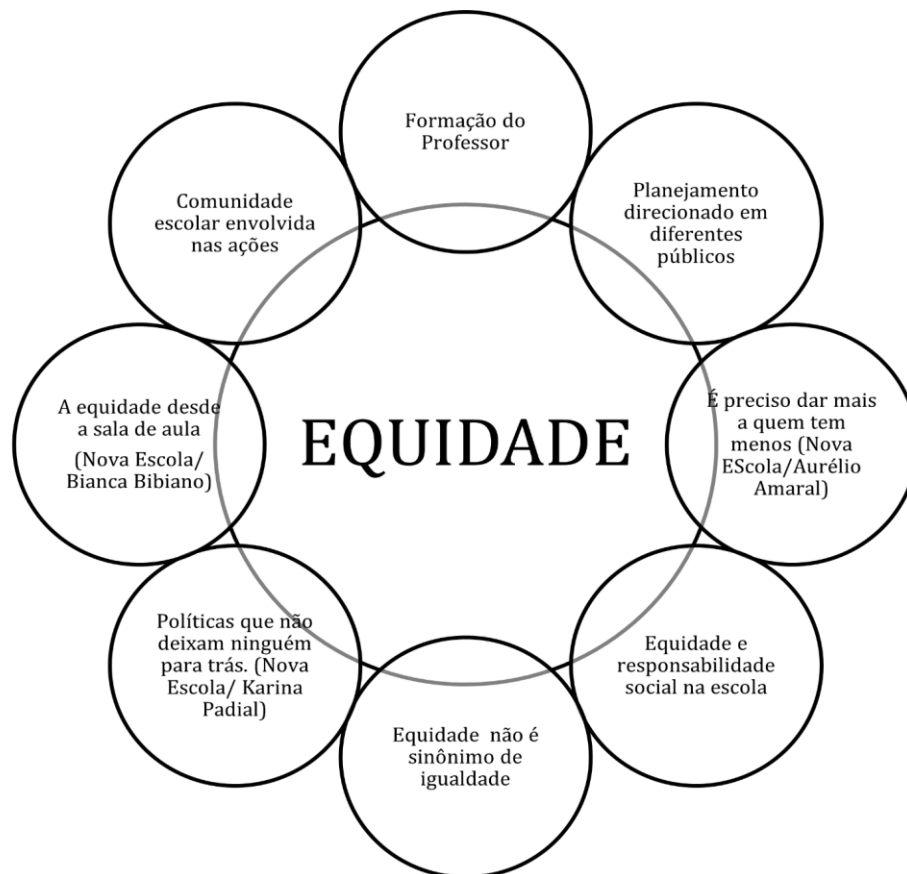 Formação do
Professor
Planejamento
direcionado em
diferentes
públicos
É preciso dar mais
a quem tem
menos (Nova
EScola/Aurélio
Amaral)
Equidade e
responsabilidade
social na escola
Equidade não é
sinônimo de
igualdade
Políticas que não
deixam ninguém
para trás. (Nova
Escola/ Karina
Padial)
A equidade desde
a sala de aula
(Nova Escola/
Bianca Bibiano)
Comunidade
escolar envolvida
nas ações
EQUIDADE